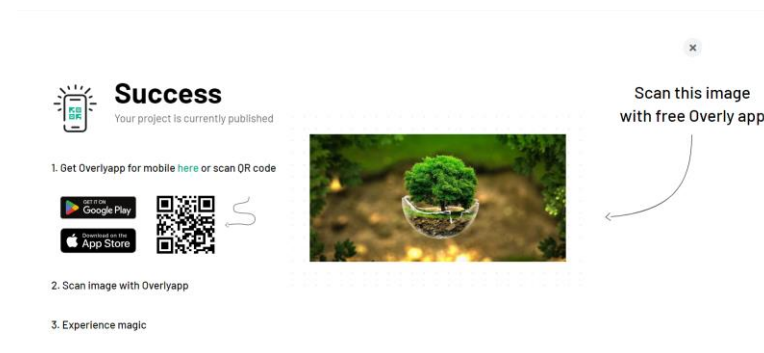 Success
Your project is currently published
1. Get Overlyapp for mobile here or scan QR code
GET IT ON
Google Play
Download on the
App Store
2. Scan image with Overlyapp
3. Experience magic
Scan this image
with free Overly app